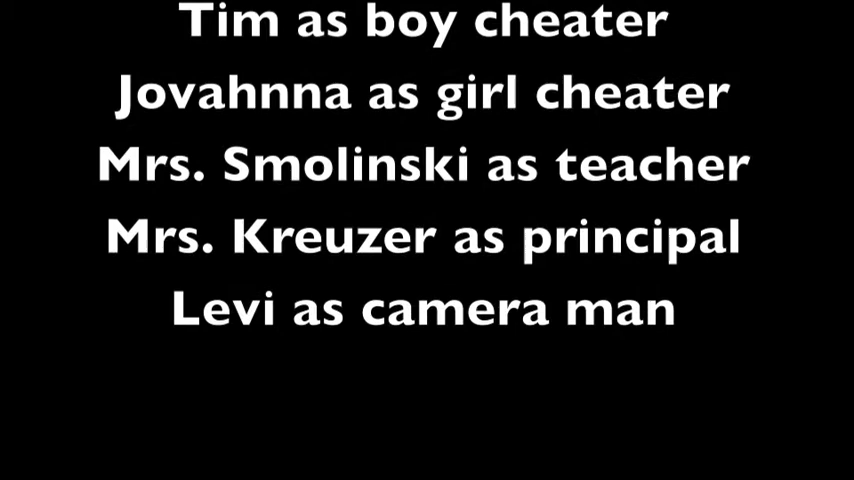 Tim as boy cheater
Jovahnna as girl cheater
Mrs. Smolinski as teacher
Mrs. Kreuzer as principal
Levi as camera man